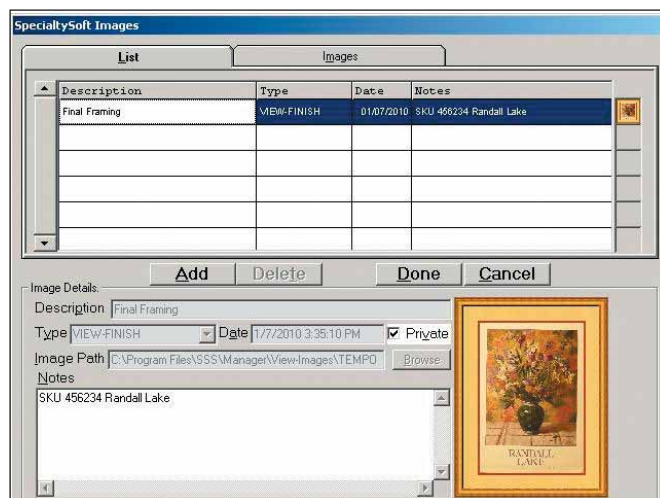 SpecialtySoft Images
List Images
Description Type Date Notes
Final Framing VIEW-FINISH 01/07/2010 SKU 456234 Randall Lake
Add Delete Done Cancel
Image Details
Description Final Framing
Type VIEW-FINISH Date 1/7/2010 3:35:10 PM Private
Image Path C:\Program Files\SSS\Manager\View-Images\TEMPO Browse
Notes
SKU 456234 Randall Lake
RANDALL
LAKE